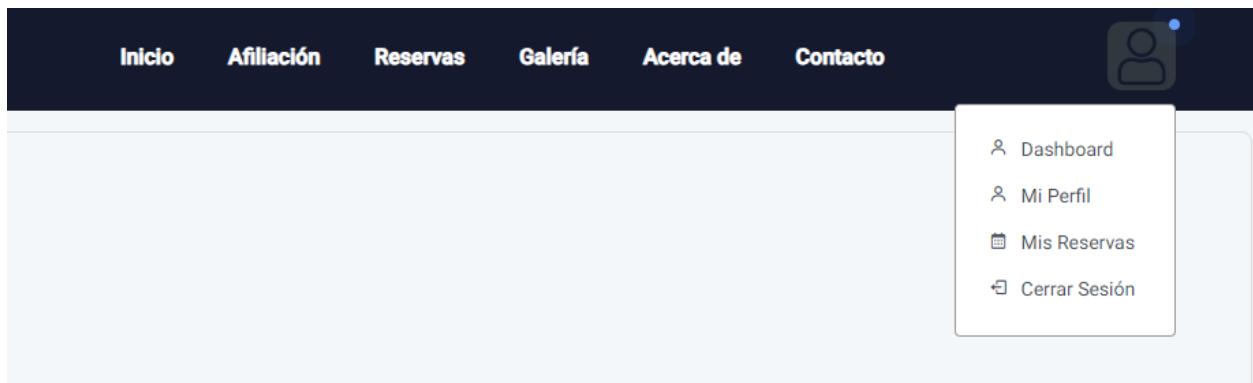 Inicio Afiliación Reservas Galería Acerca de Contacto
Dashboard
Mi Perfil
Mis Reservas
Cerrar Sesión